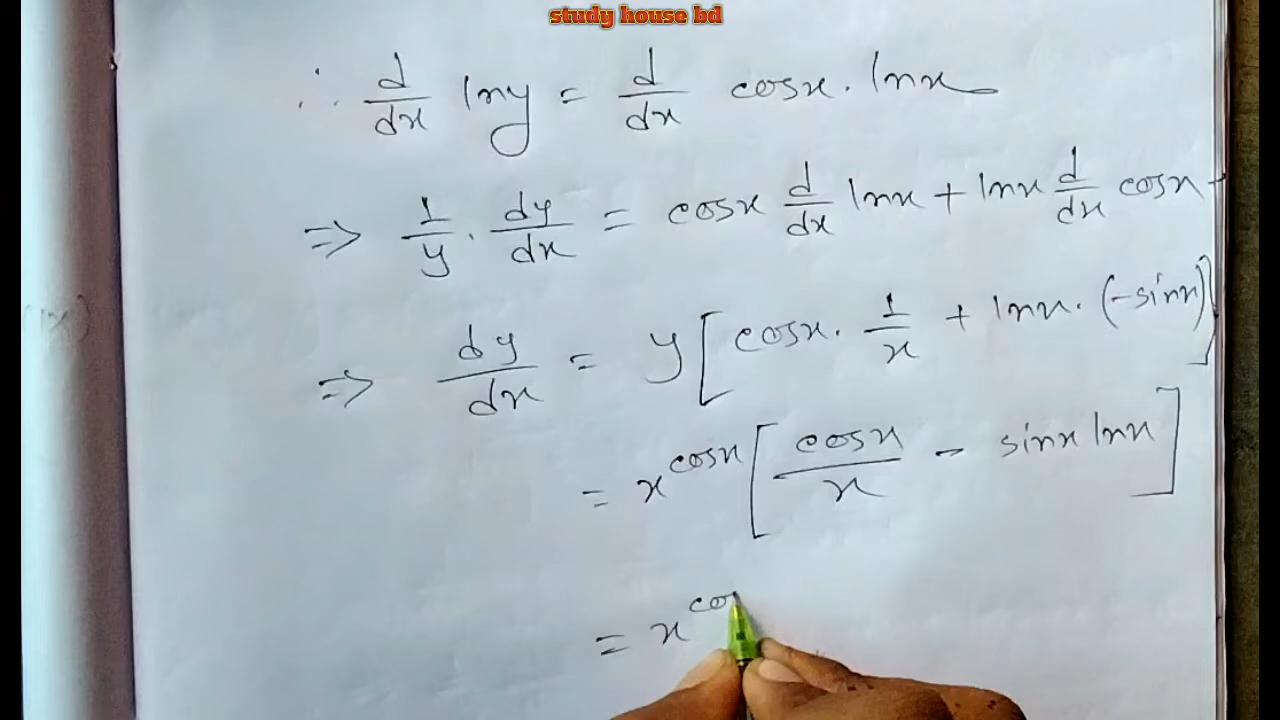 study house bd
∴ d/dx lny = d/dx cosx. lnx
=> 1/y . dy/dx = cosx d/dx lnx + lnx d/dx cosx
=> dy/dx = y[cosx. 1/x + lnx. (-sinx)]
= x^cosx [cosx/x - sinx lnx]
= x^cos